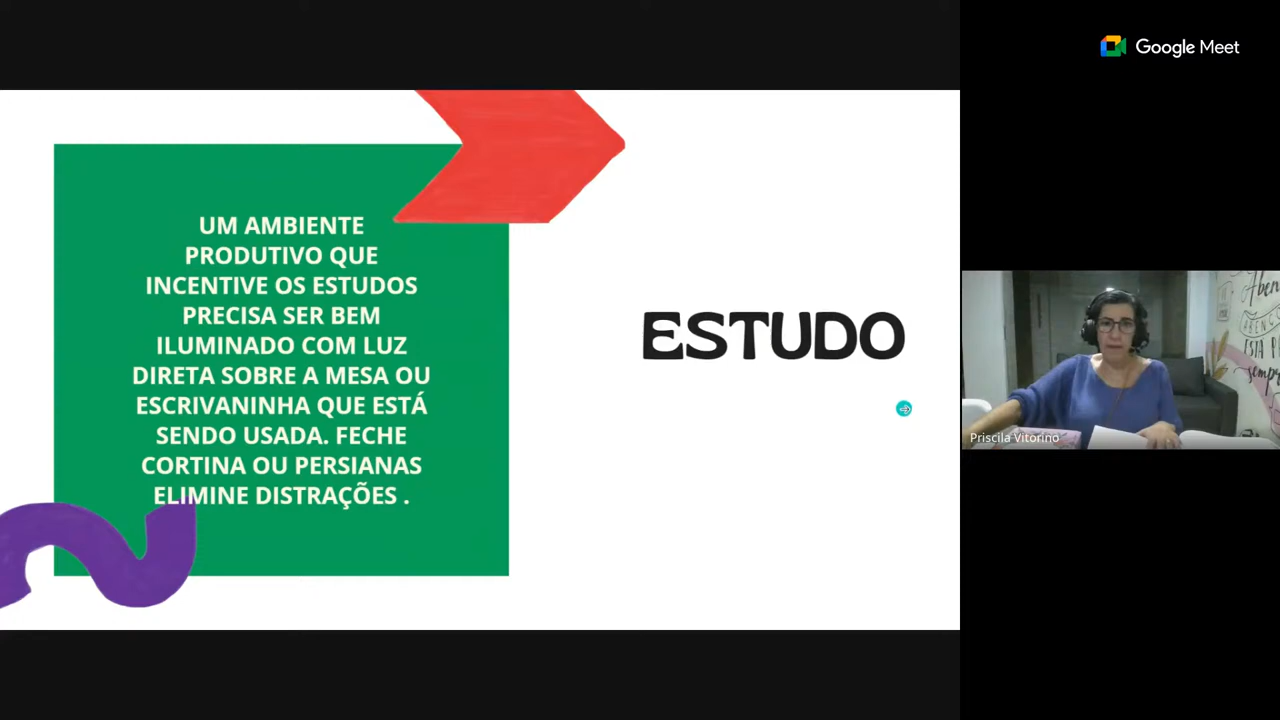 Google Meet
UM AMBIENTE
PRODUTIVO QUE
INCENTIVE OS ESTUDOS
PRECISA SER BEM
ILUMINADO COM LUZ
DIRETA SOBRE A MESA OU
ESCRIVANINHA QUE ESTÁ
SENDO USADA. FECHE
CORTINA OU PERSIANAS
ELIMINE DISTRAÇÕES .
ESTUDO
Priscila Vitorino